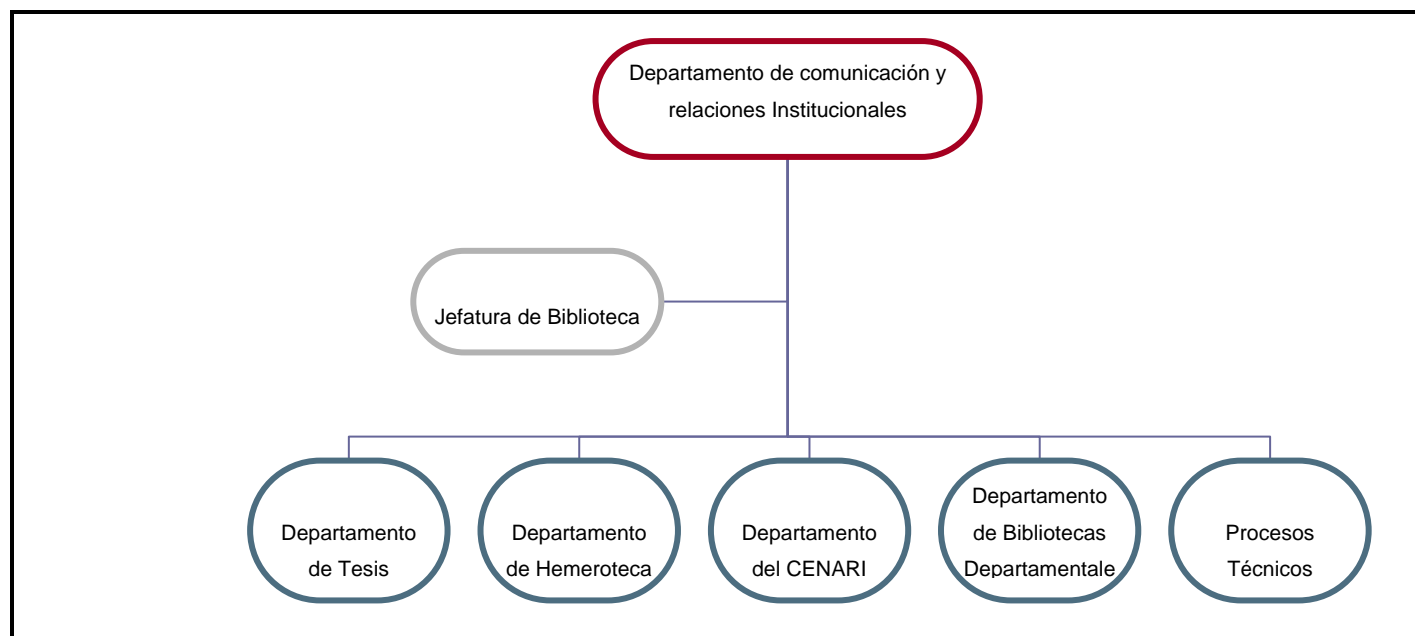 Departamento de comunicación y
relaciones Institucionales
Jefatura de Biblioteca
Departamento
de Tesis
Departamento
de Hemeroteca
Departamento
del CENARI
Departamento
de Bibliotecas
Departamentale
Procesos
Técnicos